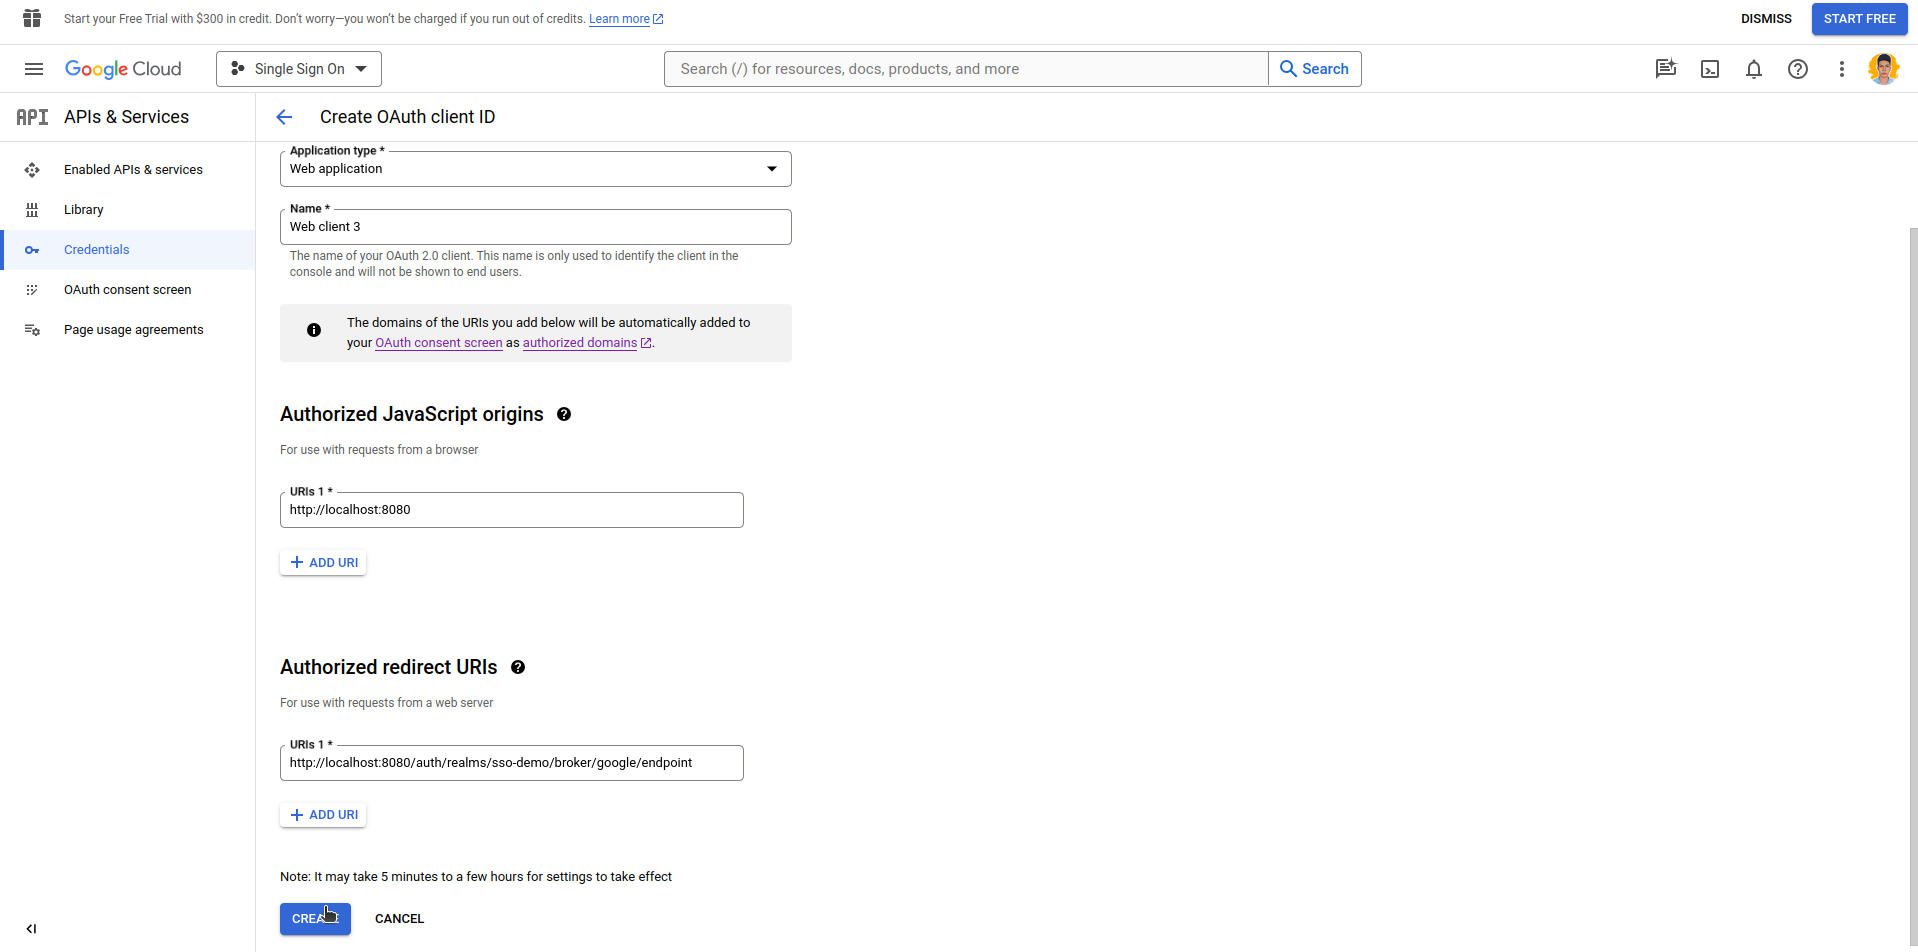 Start your Free Trial with $300 in credit. Don't worry—you won't be charged if you run out of credits. Learn more
DISMISS
START FREE
Google Cloud
Single Sign On
Search (/) for resources, docs, products, and more
Search
API
APIs & Services
Create OAuth client ID
Enabled APIs & services
Library
Credentials
OAuth consent screen
Page usage agreements
Application type *
Web application
Name *
Web client 3
The name of your OAuth 2.0 client. This name is only used to identify the client in the
console and will not be shown to end users.
The domains of the URIs you add below will be automatically added to
your OAuth consent screen as authorized domains.
Authorized JavaScript origins
For use with requests from a browser
URIs 1 *
http://localhost:8080
ADD URI
Authorized redirect URIs
For use with requests from a web server
URIs 1 *
http://localhost:8080/auth/realms/sso-demo/broker/google/endpoint
ADD URI
Note: It may take 5 minutes to a few hours for settings to take effect
CREATE
CANCEL